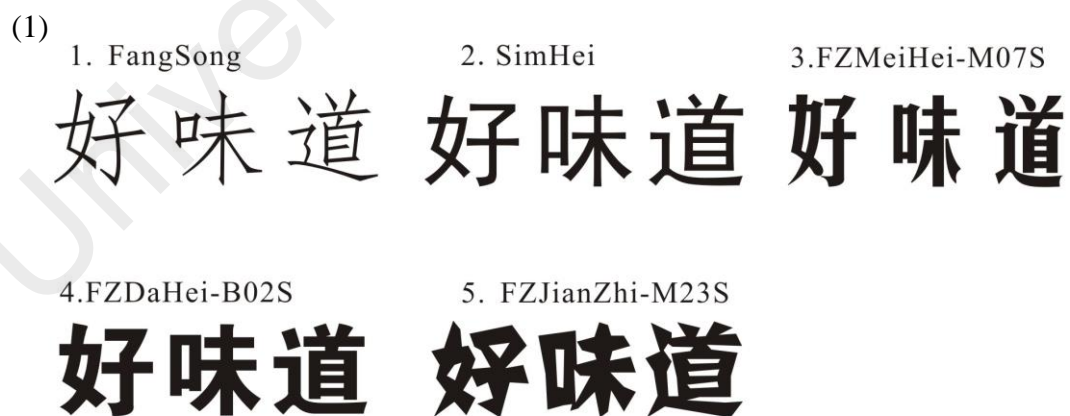 (1)
1. FangSong 2. SimHei 3.FZMeiHei-M07S
好味道 好味道 好味道
4.FZDaHei-B02S 5. FZJianZhi-M23S
好味道 好味道
Univer